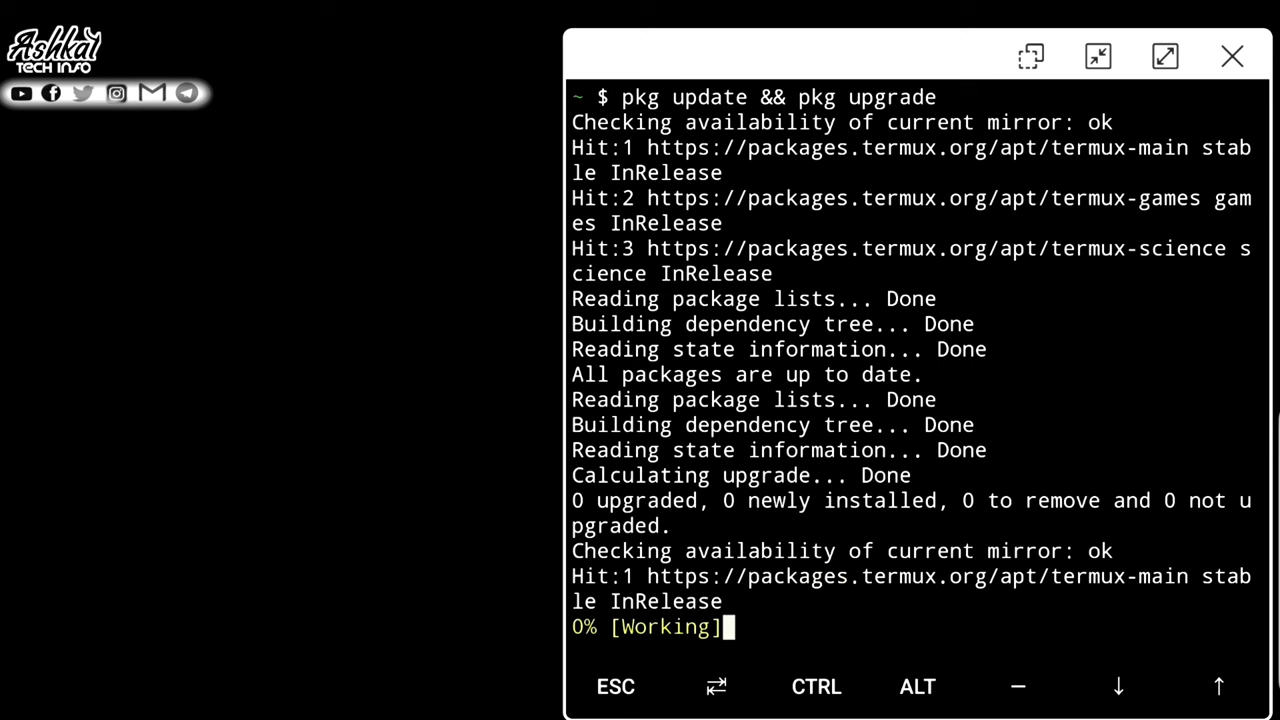 Ashkal
TECH INFO
~ $ pkg update && pkg upgrade
Checking availability of current mirror: ok
Hit:1 https://packages.termux.org/apt/termux-main stab
le InRelease
Hit:2 https://packages.termux.org/apt/termux-games gam
es InRelease
Hit:3 https://packages.termux.org/apt/termux-science s
cience InRelease
Reading package lists... Done
Building dependency tree... Done
Reading state information... Done
All packages are up to date.
Reading package lists... Done
Building dependency tree... Done
Reading state information... Done
Calculating upgrade... Done
0 upgraded, 0 newly installed, 0 to remove and 0 not u
pgraded.
Checking availability of current mirror: ok
Hit:1 https://packages.termux.org/apt/termux-main stab
le InRelease
0% [Working]
ESC ⇄ CTRL ALT – ↓ ↑